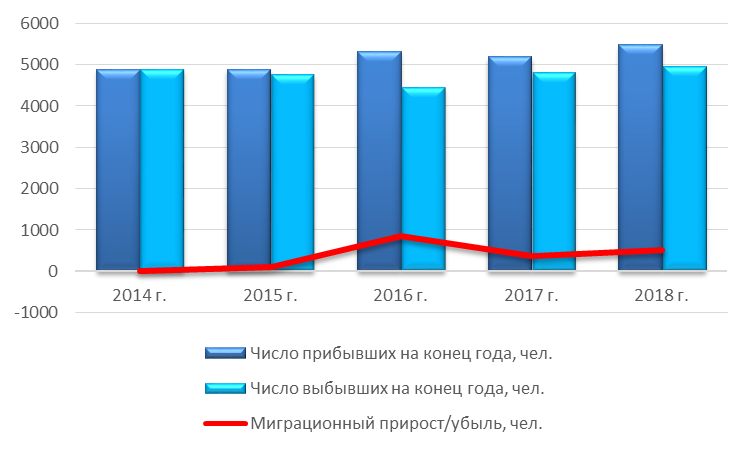 6000
5000
4000
3000
2000
1000
0
-1000
2014 г. 2015 г. 2016 г. 2017 г. 2018 г.
Число прибывших на конец года, чел.
Число выбывших на конец года, чел.
Миграционный прирост/убыль, чел.